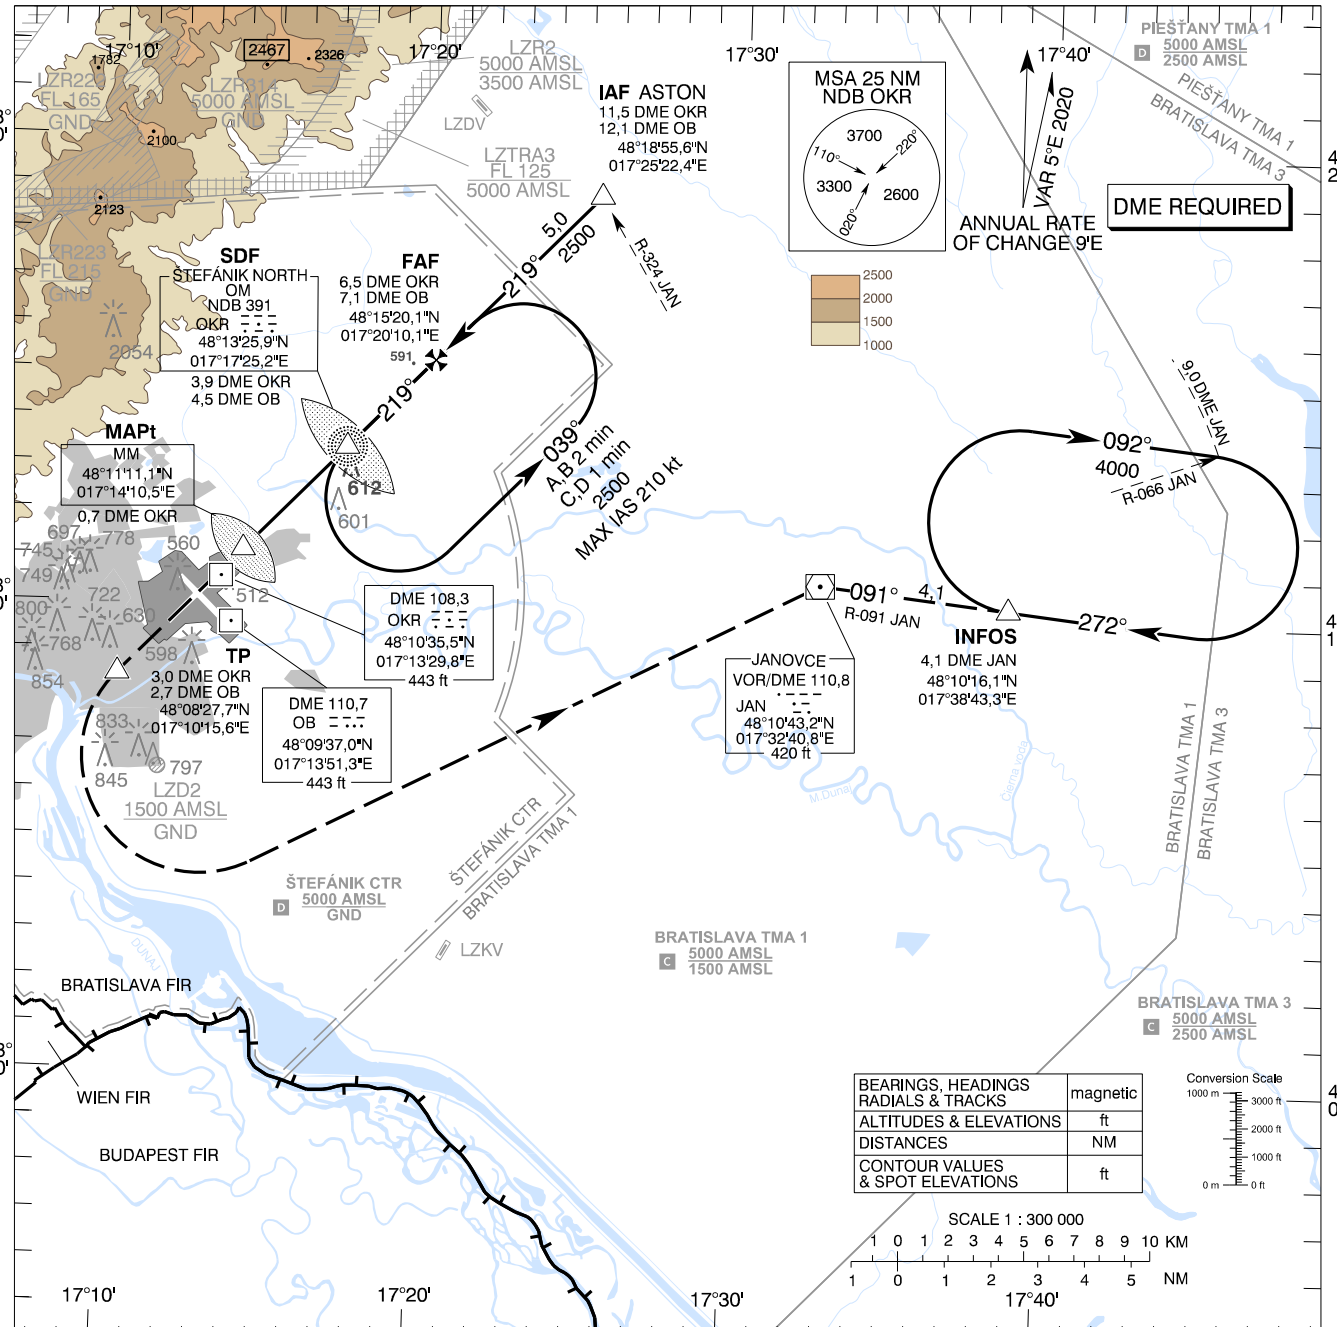 17°10'
17°20'
17°30'
17°40'
1782
2467
2326
2100
2123
LZR223
FL 165
GND
LZR314
5000 AMSL
GND
LZR2
5000 AMSL
3500 AMSL
LZDV
LZTRA3
FL 125
5000 AMSL
LZR223
FL 215
GND
2054
IAF ASTON
11,5 DME OKR
12,1 DME OB
48°18'55,6"N
017°25'22,4"E
5,0
2500
219°
R-324 JAN
MSA 25 NM
NDB OKR
3700
110°
220°
3300
2600
020°
VAR 5°E 2020
ANNUAL RATE
OF CHANGE 9'E
PIEŠŤANY TMA 1
D
5000 AMSL
2500 AMSL
PIEŠŤANY TMA 1
BRATISLAVA TMA 3
DME REQUIRED
2500
2000
1500
1000
SDF
ŠTEFÁNIK NORTH
OM
NDB 391
OKR
48°13'25,9"N
017°17'25,2"E
3,9 DME OKR
4,5 DME OB
FAF
6,5 DME OKR
7,1 DME OB
48°15'20,1"N
017°20'10,1"E
591
219°
MAPt
MM
48°11'11,1"N
017°14'10,5"E
0,7 DME OKR
612
601
039°
A,B 2 min
C,D 1 min
2500
MAX IAS 210 kt
9,0 DME JAN
092°
4000
R-066 JAN
697
778
745
749
560
722
630
512
800
768
598
854
833
845
797
LZD2
1500 AMSL
GND
TP
3,0 DME OKR
2,7 DME OB
48°08'27,7"N
017°10'15,6"E
DME 108,3
OKR
48°10'35,5"N
017°13'29,8"E
443 ft
DME 110,7
OB
48°09'37,0"N
017°13'51,3"E
443 ft
091°
4,1
R-091 JAN
272°
INFOS
4,1 DME JAN
48°10'16,1"N
017°38'43,3"E
JANOVCE
VOR/DME 110,8
JAN
48°10'43,2"N
017°32'40,8"E
420 ft
M.Dunaj
Čierna voda
BRATISLAVA TMA 1
BRATISLAVA TMA 3
ŠTEFÁNIK CTR
BRATISLAVA TMA 1
ŠTEFÁNIK CTR
D
5000 AMSL
GND
LZKV
DUNAJ
BRATISLAVA TMA 1
C
5000 AMSL
1500 AMSL
BRATISLAVA TMA 3
C
5000 AMSL
2500 AMSL
BRATISLAVA FIR
WIEN FIR
BUDAPEST FIR
BEARINGS, HEADINGS
RADIALS & TRACKS
magnetic
ALTITUDES & ELEVATIONS
ft
DISTANCES
NM
CONTOUR VALUES
& SPOT ELEVATIONS
ft
Conversion Scale
1000 m
3000 ft
2000 ft
1000 ft
0 m
0 ft
SCALE 1 : 300 000
1 0 1 2 3 4 5 6 7 8 9 10 KM
1 0 1 2 3 4 5 NM
17°10'
17°20'
17°30'
17°40'